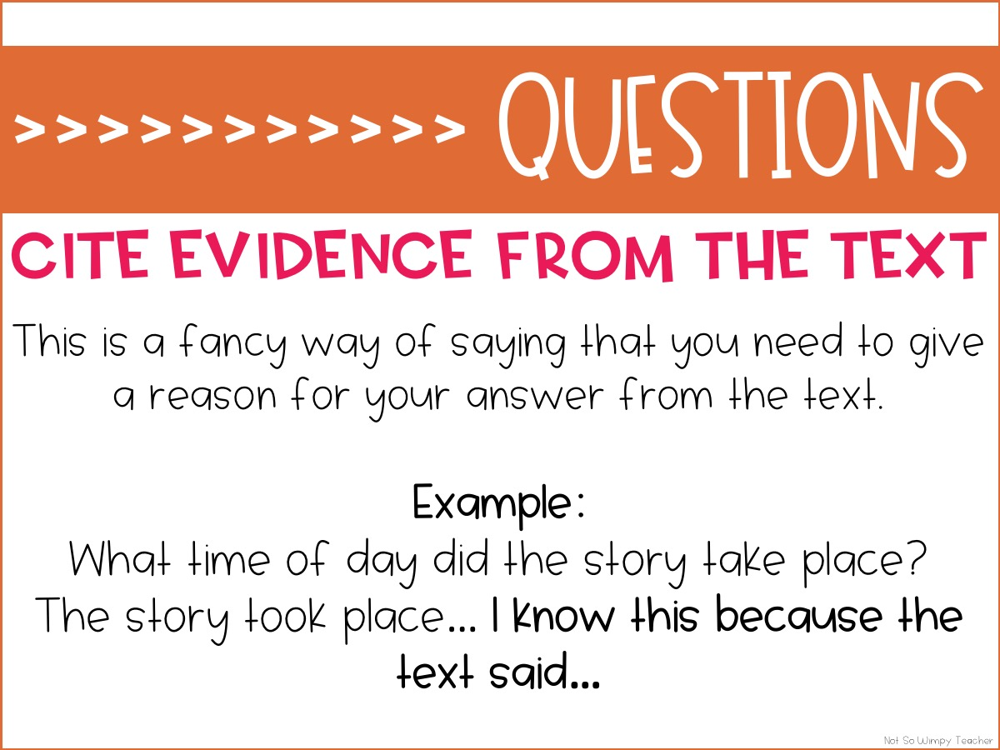 >>>>>>>>>>> QUESTIONS
CITE EVIDENCE FROM THE TEXT
This is a fancy way of saying that you need to give
a reason for your answer from the text.
Example:
What time of day did the story take place?
The story took place... I know this because the
text said...
Not So Wimpy Teacher